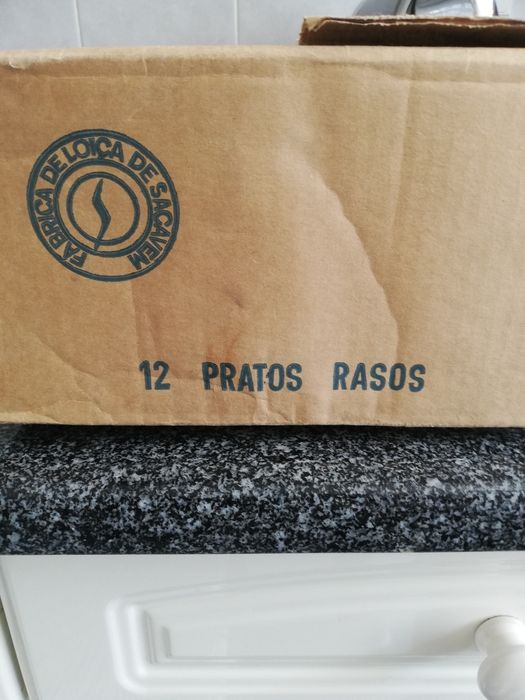 FABRICA DE LOIÇA DE SACAVEM
12 PRATOS RASOS